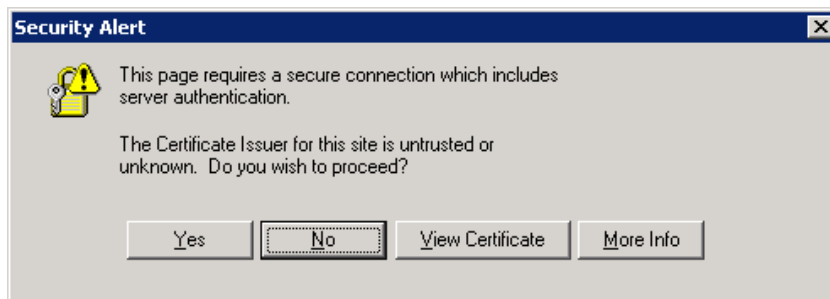 Security Alert
This page requires a secure connection which includes
server authentication.
The Certificate Issuer for this site is untrusted or
unknown. Do you wish to proceed?
Yes No View Certificate More Info